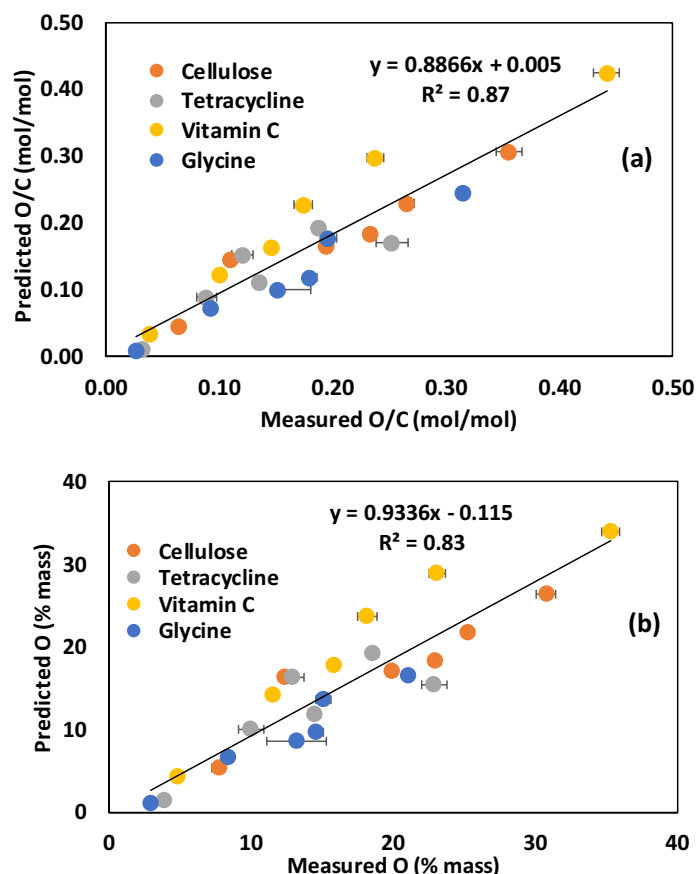 0.50
0.40
0.30
0.20
0.10
0.00
Predicted O/C (mol/mol)
Cellulose
Tetracycline
Vitamin C
Glycine
y = 0.8866x + 0.005
R² = 0.87
(a)
0.00 0.10 0.20 0.30 0.40 0.50
Measured O/C (mol/mol)
40
30
20
10
0
Predicted O (% mass)
Cellulose
Tetracycline
Vitamin C
Glycine
y = 0.9336x - 0.115
R² = 0.83
(b)
0 10 20 30 40
Measured O (% mass)